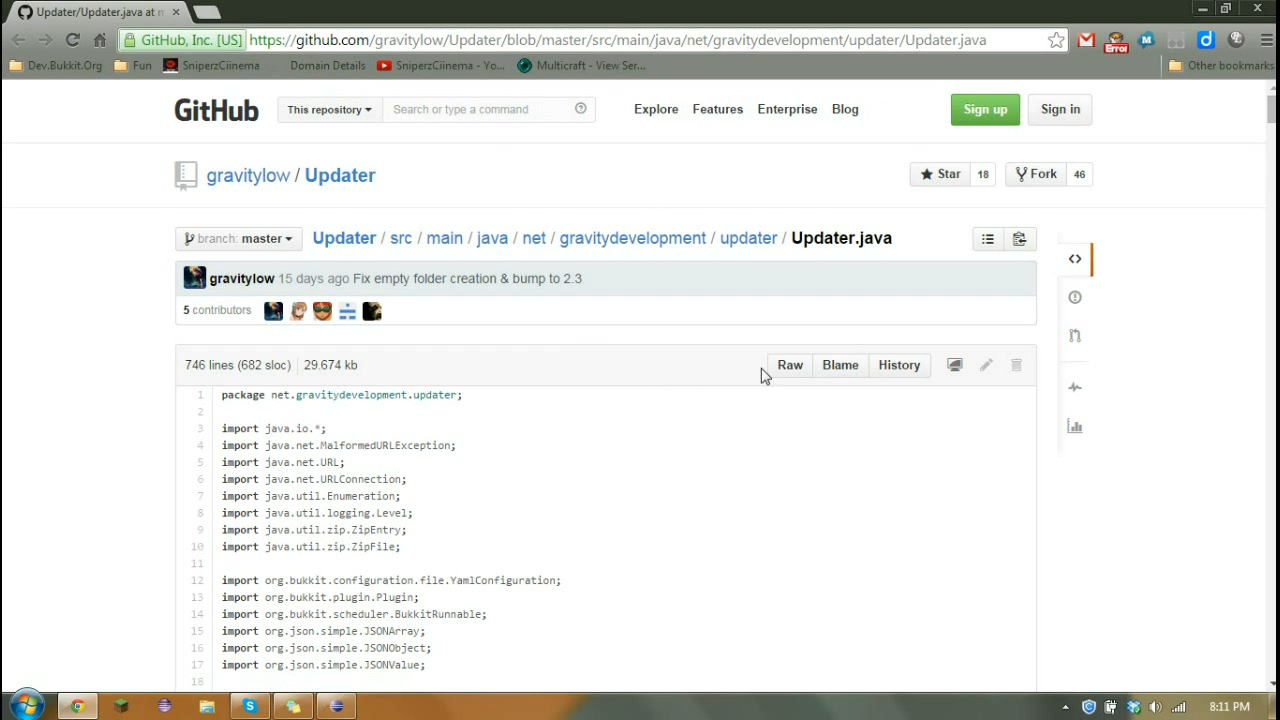 Updater/Updater.java at m
GitHub, Inc. [US] https://github.com/gravitylow/Updater/blob/master/src/main/java/net/gravitydevelopment/updater/Updater.java
Error
Dev.Bukkit.Org Fun SniperzCiinema Domain Details SniperzCiinema - Yo... Multicraft - View Ser... Other bookmarks
GitHub This repository Search or type a command Explore Features Enterprise Blog Sign up Sign in
gravitylow / Updater Star 18 Fork 46
branch: master Updater / src / main / java / net / gravitydevelopment / updater / Updater.java
gravitylow 15 days ago Fix empty folder creation & bump to 2.3
5 contributors
746 lines (682 sloc) 29.674 kb Raw Blame History
1 package net.gravitydevelopment.updater;
2
3 import java.io.*;
4 import java.net.MalformedURLException;
5 import java.net.URL;
6 import java.net.URLConnection;
7 import java.util.Enumeration;
8 import java.util.logging.Level;
9 import java.util.zip.ZipEntry;
10 import java.util.zip.ZipFile;
11
12 import org.bukkit.configuration.file.YamlConfiguration;
13 import org.bukkit.plugin.Plugin;
14 import org.bukkit.scheduler.BukkitRunnable;
15 import org.json.simple.JSONArray;
16 import org.json.simple.JSONObject;
17 import org.json.simple.JSONValue;
18
8:11 PM